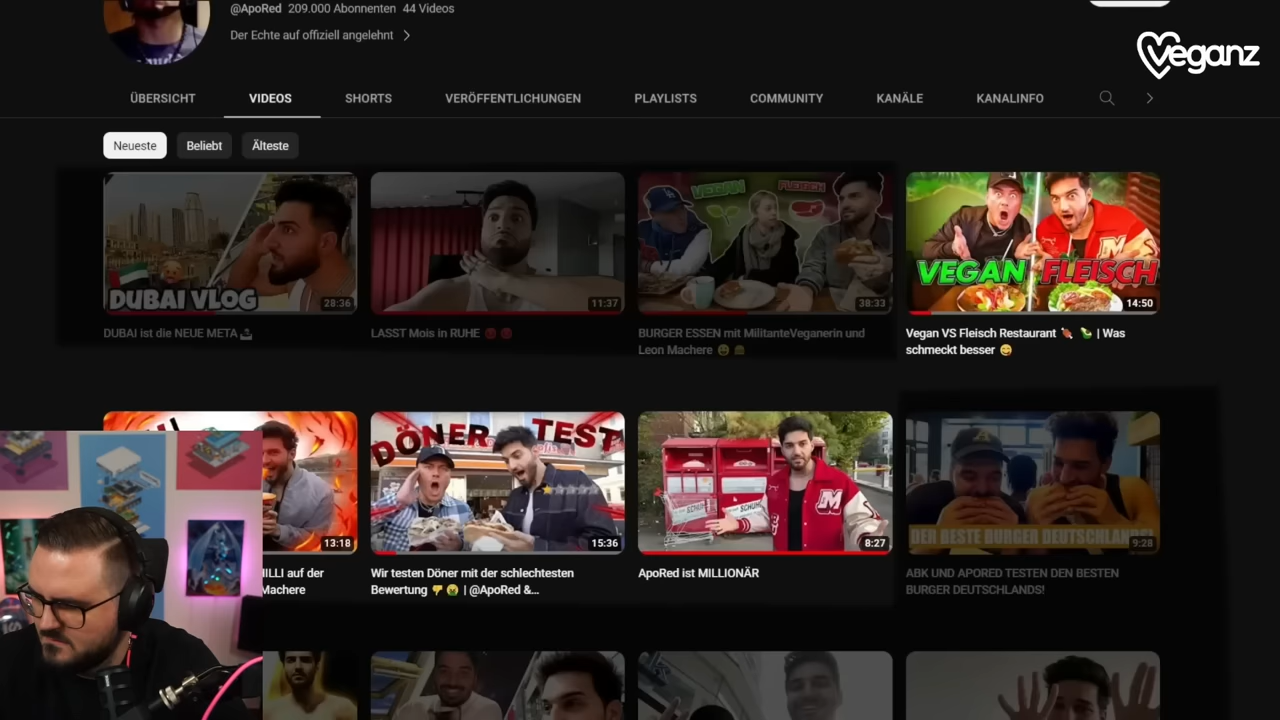 @ApoRed 209.000 Abonnenten 44 Videos
Der Echte auf offiziell angelehnt
Veganz
ÜBERSICHT VIDEOS SHORTS VERÖFFENTLICHUNGEN PLAYLISTS COMMUNITY KANÄLE KANALINFO
Neueste Beliebt Älteste
VEGAN FLEISCH
VEGAN FLEISCH
DUBAI VLOG
28:36 11:37 38:33 14:50
DUBAI ist die NEUE META
LASST Mois in RUHE
BURGER ESSEN mit MilitanteVeganerin und
Leon Machere
Vegan VS Fleisch Restaurant | Was
schmeckt besser
DÖNER TEST
M
DER BESTE BURGER DEUTSCHLANDS!
13:18 15:36 8:27 9:28
ILLI auf der
Machere
Wir testen Döner mit der schlechtesten
Bewertung | @ApoRed &...
ApoRed ist MILLIONÄR
ABK UND APORED TESTEN DEN BESTEN
BURGER DEUTSCHLANDS!